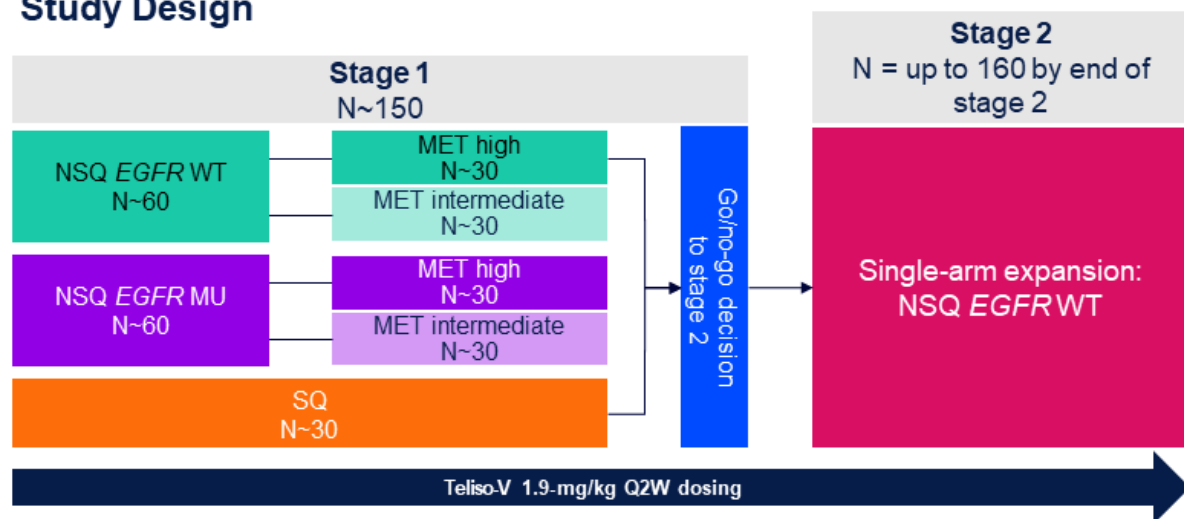 Study Design
Stage 1
N~150
Stage 2
N = up to 160 by end of
stage 2
NSQ EGFR WT
N~60
MET high
N~30
MET intermediate
N~30
NSQ EGFR MU
N~60
MET high
N~30
MET intermediate
N~30
SQ
N~30
Go/no-go decision
to stage 2
Single-arm expansion:
NSQ EGFR WT
Teliso-V 1.9-mg/kg Q2W dosing